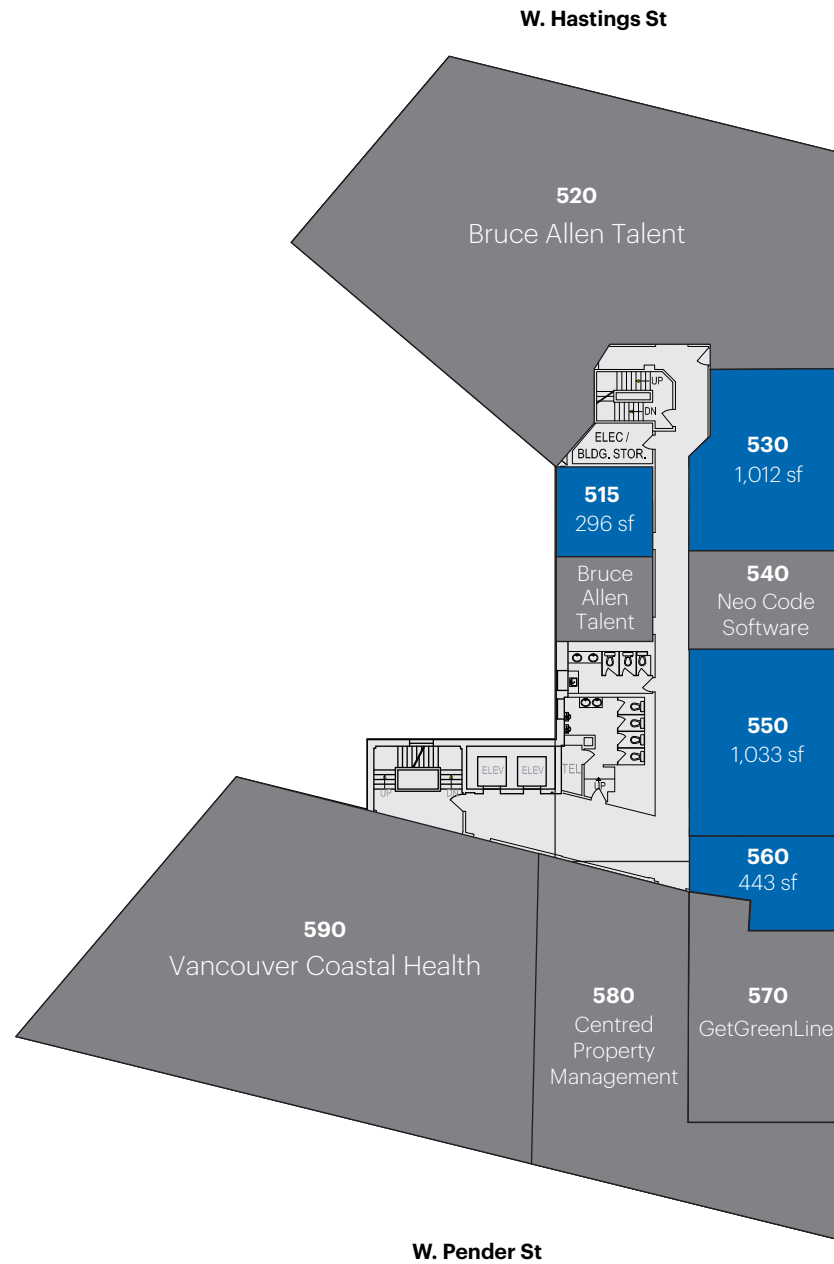 W. Hastings St
520
Bruce Allen Talent
UP
DN
ELEC /
BLDG. STOR.
530
1,012 sf
515
296 sf
Bruce
Allen
Talent
540
Neo Code
Software
550
1,033 sf
ELEV
ELEV
TEL
UP
DN
UP
560
443 sf
590
Vancouver Coastal Health
580
Centred
Property
Management
570
GetGreenLine
W. Pender St